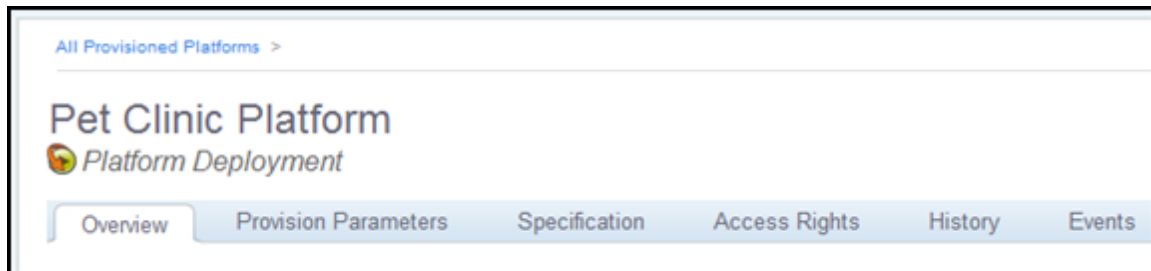 All Provisioned Platforms >
Pet Clinic Platform
Platform Deployment
Overview Provision Parameters Specification Access Rights History Events